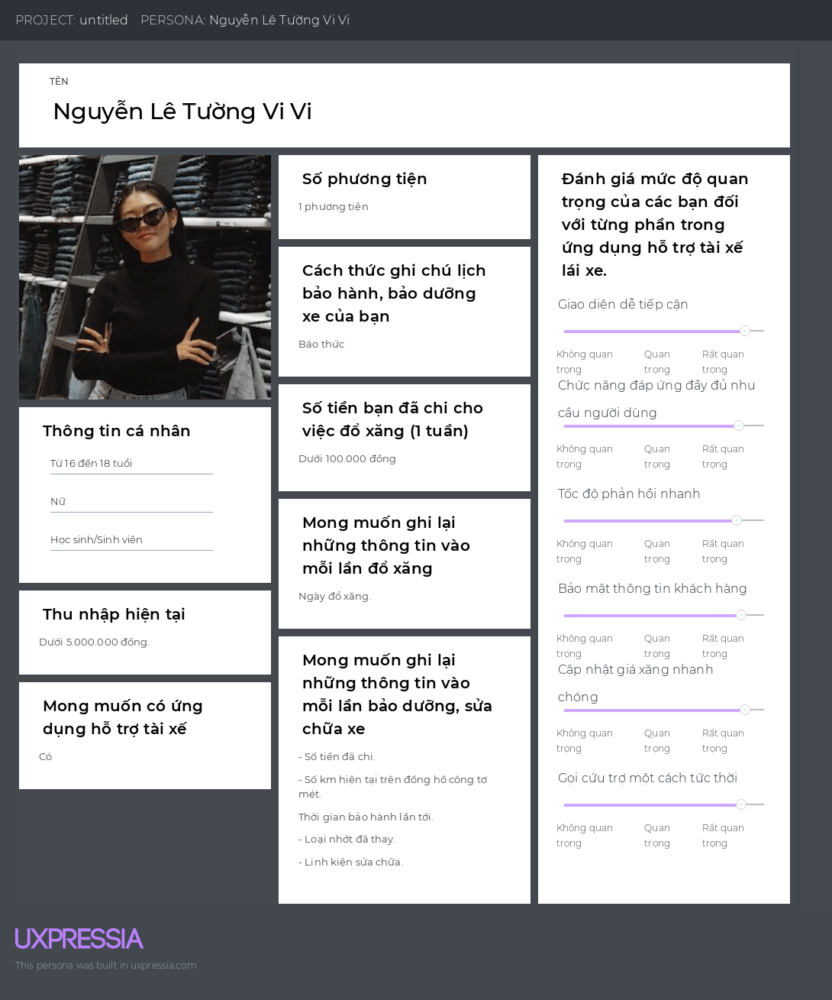 PROJECT: untitled PERSONA: Nguyễn Lê Tường Vi Vi
TÊN
Nguyễn Lê Tường Vi Vi
Thông tin cá nhân
Từ 16 đến 18 tuổi
Nữ
Học sinh/Sinh viên
Thu nhập hiện tại
Dưới 5.000.000 đồng.
Mong muốn có ứng
dụng hỗ trợ tài xế
Có
Số phương tiện
1 phương tiện
Cách thức ghi chú lịch
bảo hành, bảo dưỡng
xe của bạn
Báo thức
Số tiền bạn đã chi cho
việc đổ xăng (1 tuần)
Dưới 100.000 đồng
Mong muốn ghi lại
những thông tin vào
mỗi lần đổ xăng
Ngày đổ xăng.
Mong muốn ghi lại
những thông tin vào
mỗi lần bảo dưỡng, sửa
chữa xe
- Số tiền đã chi.
- Số km hiện tại trên đồng hồ công tơ
mét.
Thời gian bảo hành lần tới.
- Loại nhớt đã thay.
- Linh kiện sửa chữa.
Đánh giá mức độ quan
trọng của các bạn đối
với từng phần trong
ứng dụng hỗ trợ tài xế
lái xe.
Giao diện dễ tiếp cận
Không quan Quan Rất quan
trọng trọng trọng
Chức năng đáp ứng đầy đủ nhu
cầu người dùng
Không quan Quan Rất quan
trọng trọng trọng
Tốc độ phản hồi nhanh
Không quan Quan Rất quan
trọng trọng trọng
Bảo mật thông tin khách hàng
Không quan Quan Rất quan
trọng trọng trọng
Cập nhật giá xăng nhanh
chóng
Không quan Quan Rất quan
trọng trọng trọng
Gọi cứu trợ một cách tức thời
Không quan Quan Rất quan
trọng trọng trọng
UXPRESSIA
This persona was built in uxpressia.com